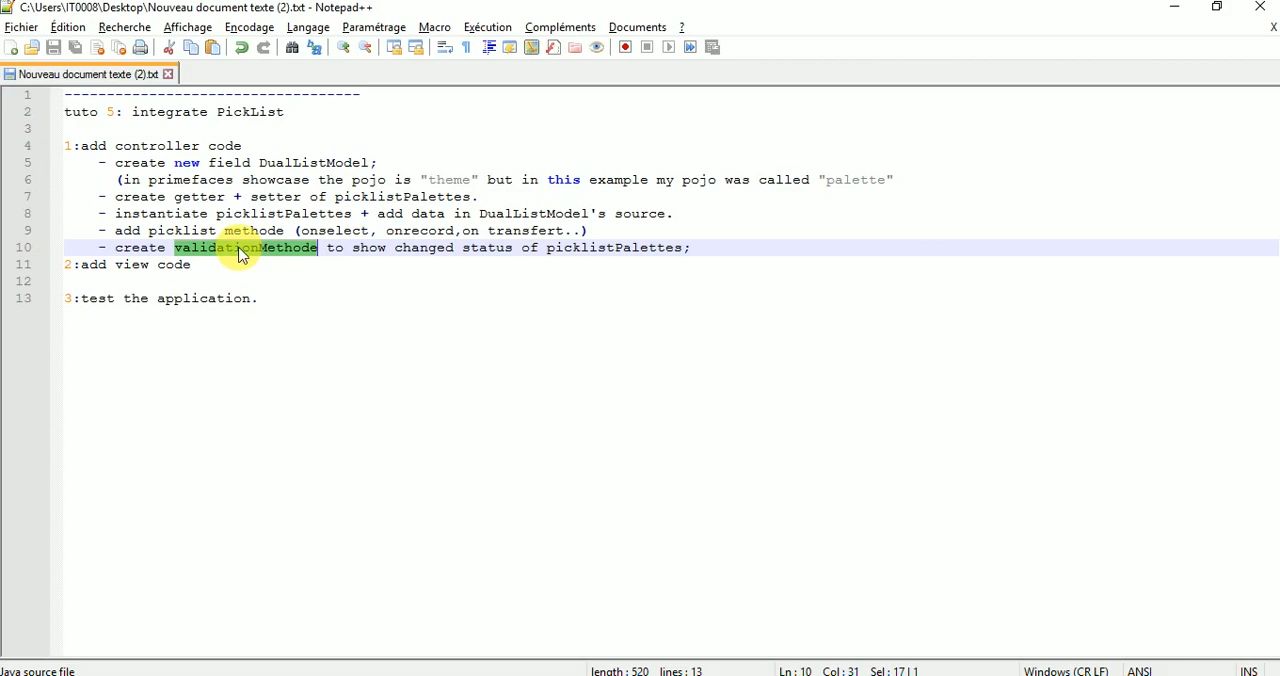 C:\Users\IT0008\Desktop\Nouveau document texte (2).txt - Notepad++
Fichier Édition Recherche Affichage Encodage Langage Paramétrage Macro Exécution Compléments Documents ? X
Nouveau document texte (2).txt
1 -----------------------------------
2 tuto 5: integrate PickList
3
4 1:add controller code
5 - create new field DualListModel;
6 (in primefaces showcase the pojo is "theme" but in this example my pojo was called "palette"
7 - create getter + setter of picklistPalettes.
8 - instantiate picklistPalettes + add data in DualListModel's source.
9 - add picklist methode (onselect, onrecord,on transfert..)
10 - create validationMethode to show changed status of picklistPalettes;
11 2:add view code
12
13 3:test the application.
Java source file length : 520 lines : 13 Ln : 10 Col : 31 Sel : 17 | 1 Windows (CR LF) ANSI INS